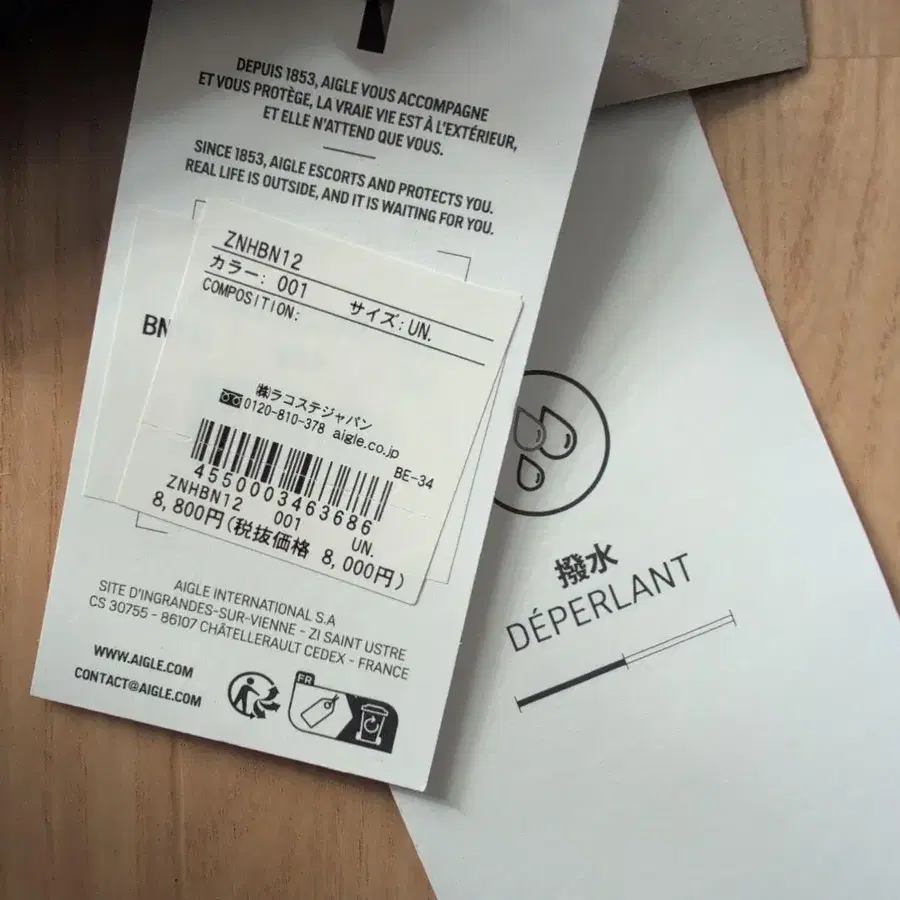 DEPUIS 1853, AIGLE VOUS ACCOMPAGNE
ET VOUS PROTÈGE, LA VRAIE VIE EST À L'EXTÉRIEUR,
ET ELLE N'ATTEND QUE VOUS.
SINCE 1853, AIGLE ESCORTS AND PROTECTS YOU.
REAL LIFE IS OUTSIDE, AND IT IS WAITING FOR YOU.
BN
ZNHBN12
カラー: 001 サイズ: UN.
COMPOSITION:
㈱ラコステジャパン
0120-810-378 aigle.co.jp
BE-34
4550003463686
ZNHBN12 001 UN.
8,800円(税抜価格 8,000円)
AIGLE INTERNATIONAL S.A
SITE D'INGRANDES-SUR-VIENNE - ZI SAINT USTRE
CS 30755 - 86107 CHÂTELLERAULT CEDEX - FRANCE
WWW.AIGLE.COM
CONTACT@AIGLE.COM
FR
撥水
DÉPERLANT